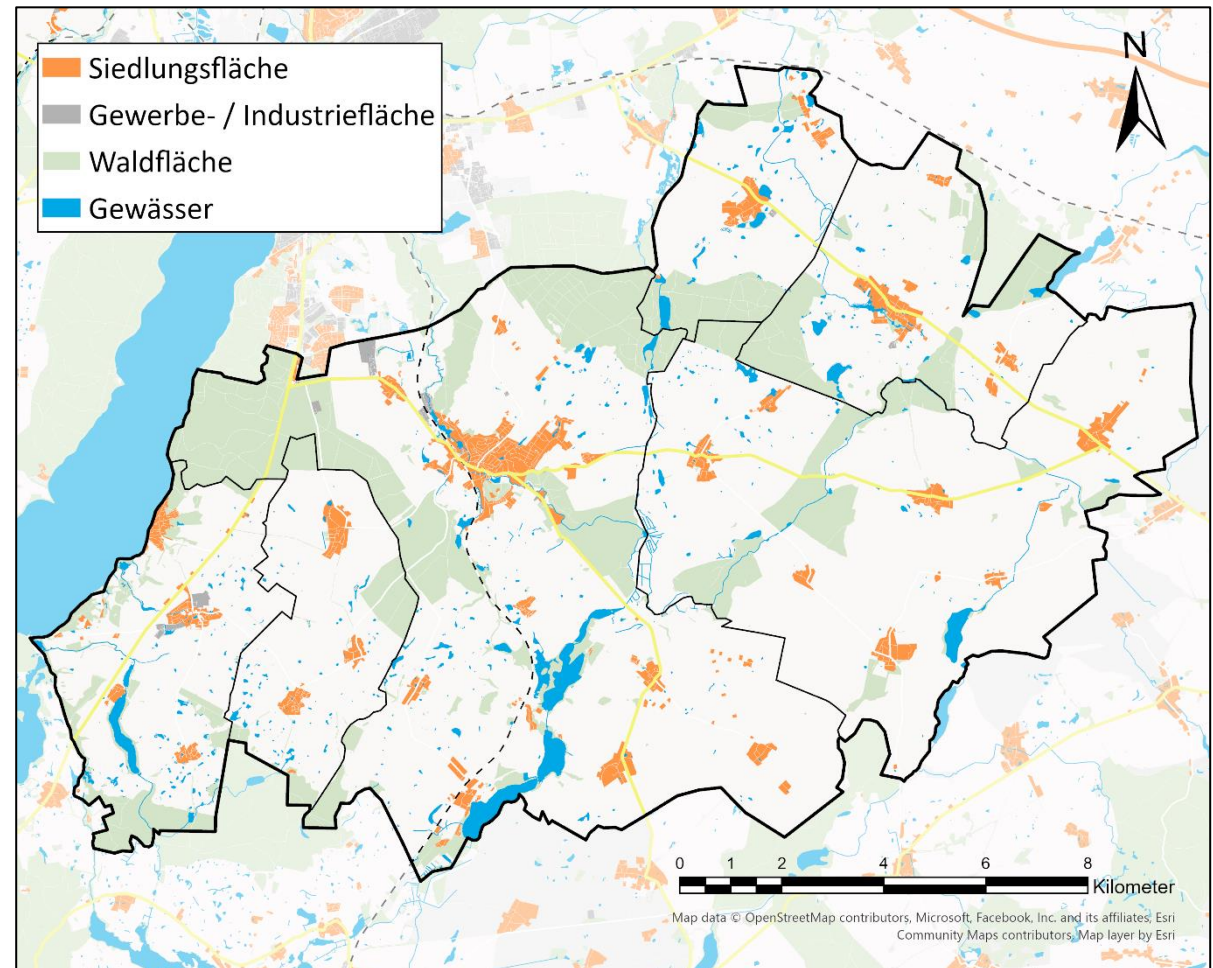 Siedlungsfläche
Gewerbe- / Industriefläche
Waldfläche
Gewässer
N
0 1 2 4 6 8
Kilometer
Map data © OpenStreetMap contributors, Microsoft, Facebook, Inc. and its affiliates, Esri
Community Maps contributors, Map layer by Esri